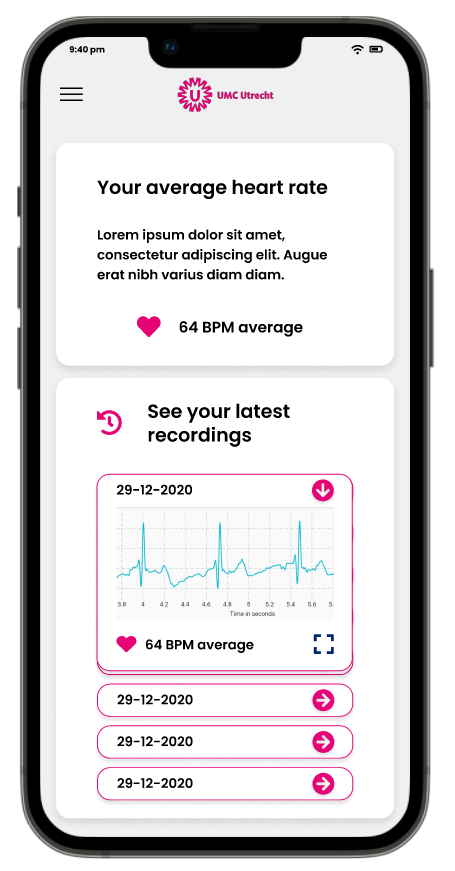 9:40 pm
U UMC Utrecht
Your average heart rate
Lorem ipsum dolor sit amet,
consectetur adipiscing elit. Augue
erat nibh varius diam diam.
64 BPM average
See your latest
recordings
29-12-2020
3.8 4 4.2 4.4 4.6 4.8 5 5.2 5.4 5.6 5.
Time in seconds
64 BPM average
29-12-2020
29-12-2020
29-12-2020